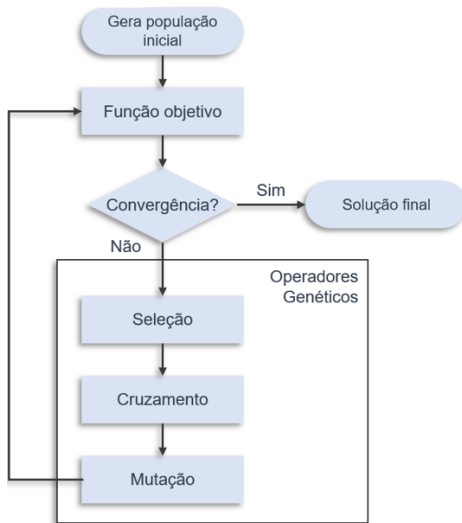 Gera população
inicial
Função objetivo
Convergência?
Sim
Solução final
Não
Operadores
Genéticos
Seleção
Cruzamento
Mutação